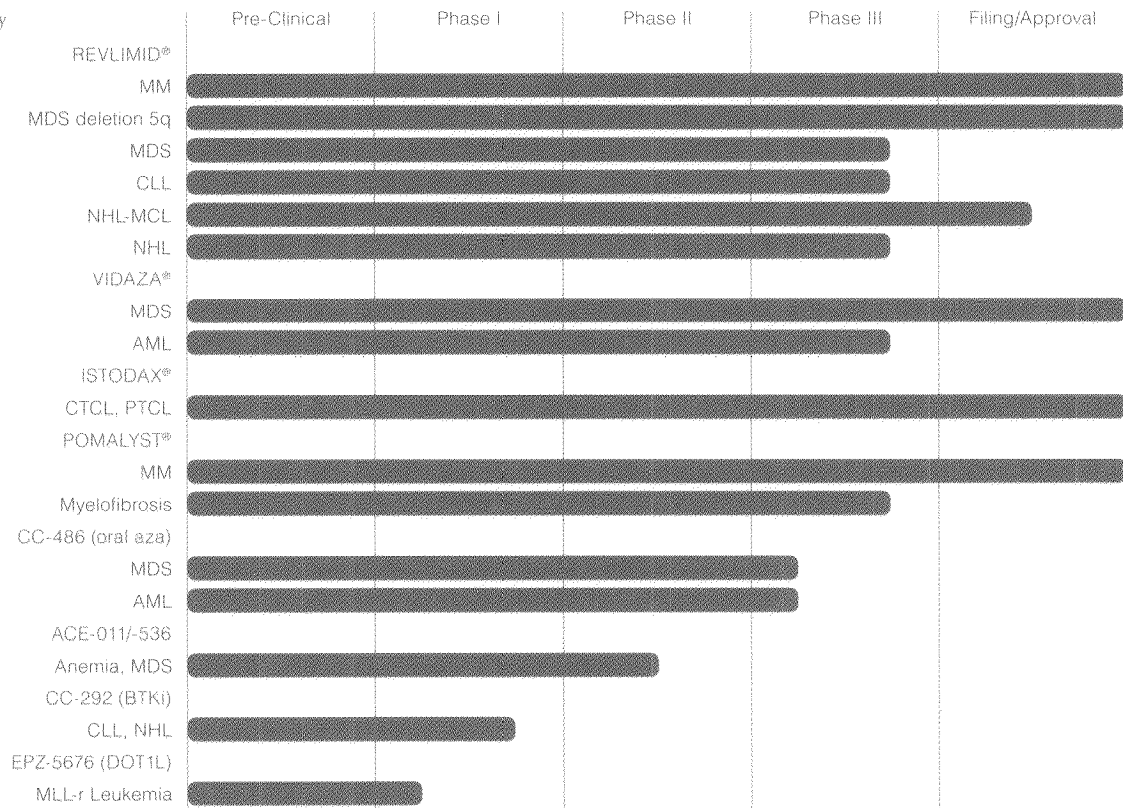 y
Pre-Clinical Phase I Phase II Phase III Filing/Approval
REVLIMID®
MM
MDS deletion 5q
MDS
CLL
NHL-MCL
NHL
VIDAZA®
MDS
AML
ISTODAX®
CTCL, PTCL
POMALYST®
MM
Myelofibrosis
CC-486 (oral aza)
MDS
AML
ACE-011/-536
Anemia, MDS
CC-292 (BTKi)
CLL, NHL
EPZ-5676 (DOT1L)
MLL-r Leukemia